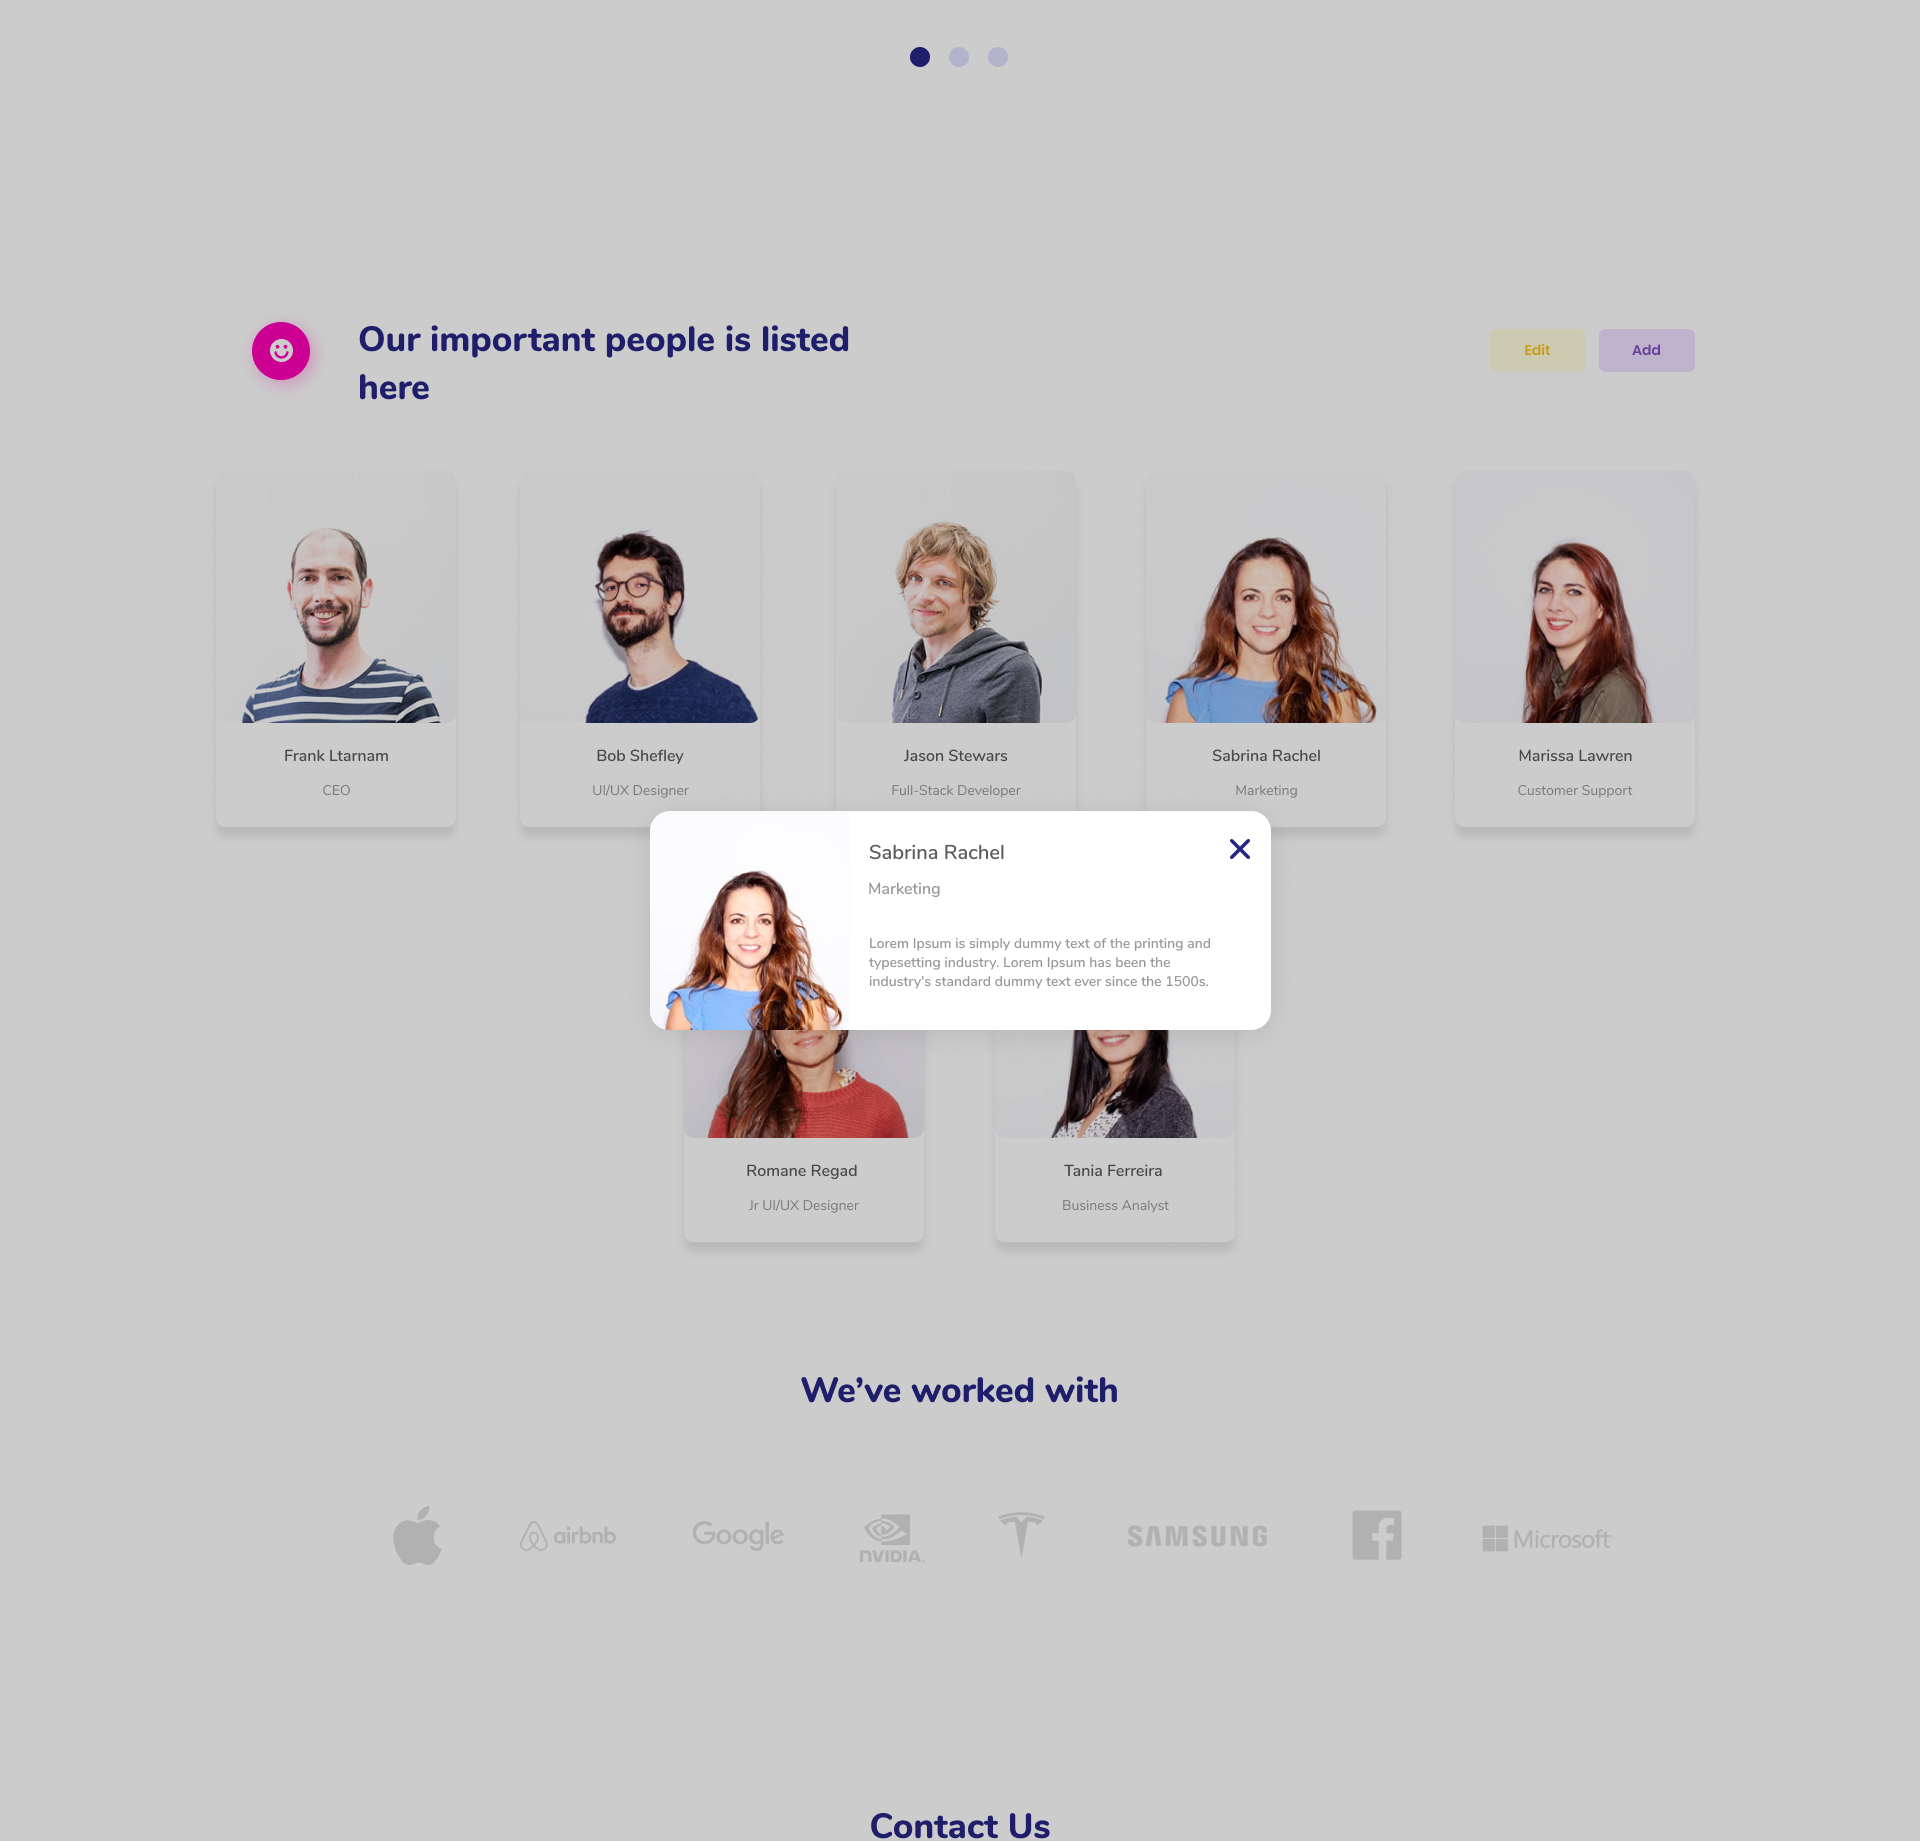 Our important people is listed
here
Edit
Add
Frank Ltarnam
CEO
Bob Shefley
UI/UX Designer
Jason Stewars
Full-Stack Developer
Sabrina Rachel
Marketing
Marissa Lawren
Customer Support
Sabrina Rachel
Marketing
Lorem Ipsum is simply dummy text of the printing and
typesetting industry. Lorem Ipsum has been the
industry's standard dummy text ever since the 1500s.
Romane Regad
Jr UI/UX Designer
Tania Ferreira
Business Analyst
We’ve worked with
airbnb
Google
NVIDIA
SAMSUNG
Microsoft
Contact Us